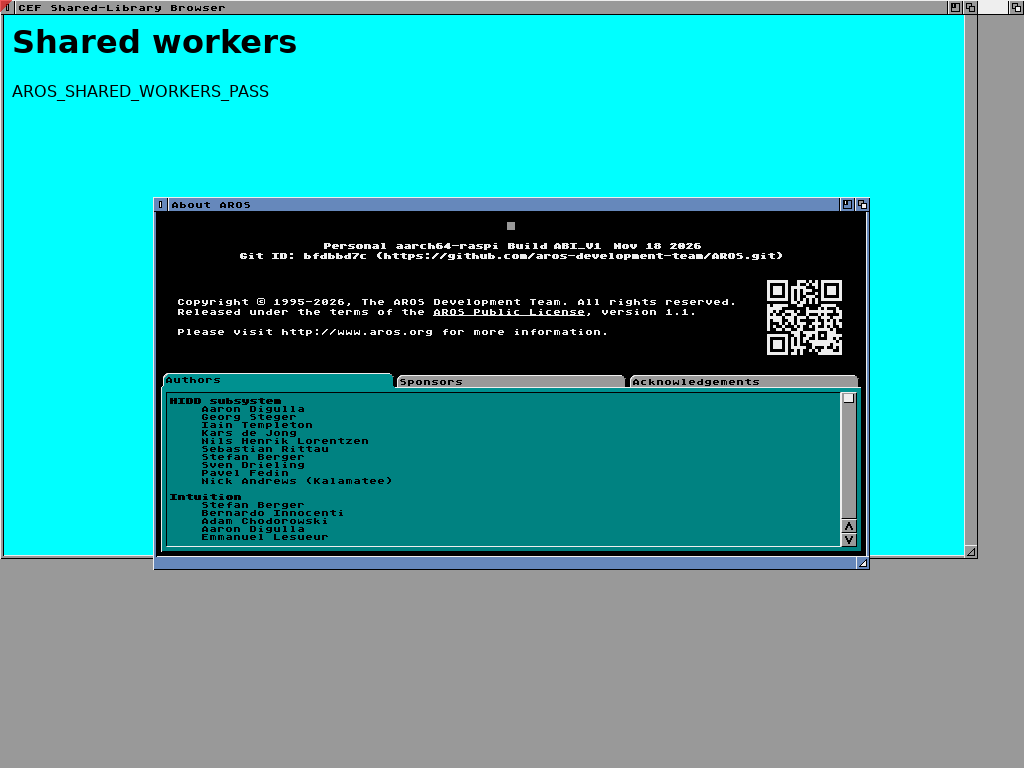 CEF Shared-Library Browser
Shared workers
AROS_SHARED_WORKERS_PASS
About AROS
Personal aarch64-raspi Build ABI_V1 Nov 18 2026
Git ID: bfdbbd7c (https://github.com/aros-development-team/AROS.git)
Copyright © 1995-2026, The AROS Development Team. All rights reserved.
Released under the terms of the AROS Public License, version 1.1.
Please visit http://www.aros.org for more information.
Authors
Sponsors
Acknowledgements
HIDD subsystem
Aaron Digulla
Georg Steger
Iain Templeton
Kars de Jong
Nils Henrik Lorentzen
Sebastian Rittau
Stefan Berger
Sven Drieling
Pavel Fedin
Nick Andrews (Kalamatee)
Intuition
Stefan Berger
Bernardo Innocenti
Adam Chodorowski
Aaron Digulla
Emmanuel Lesueur